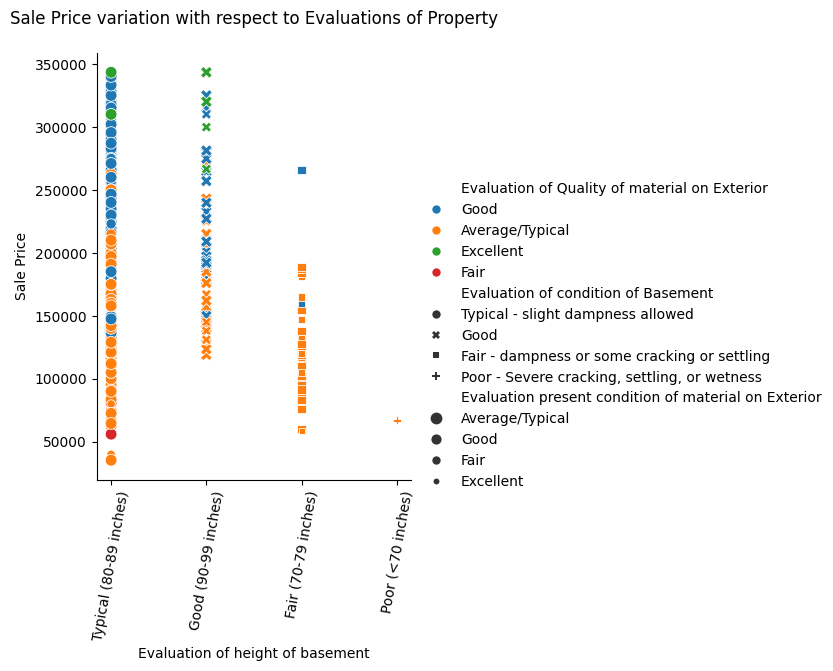 Sale Price variation with respect to Evaluations of Property
350000
300000
250000
200000
150000
100000
50000
Sale Price
Typical (80-89 inches)
Good (90-99 inches)
Fair (70-79 inches)
Poor (<70 inches)
Evaluation of height of basement
Evaluation of Quality of material on Exterior
Good
Average/Typical
Excellent
Fair
Evaluation of condition of Basement
Typical - slight dampness allowed
Good
Fair - dampness or some cracking or settling
Poor - Severe cracking, settling, or wetness
Evaluation present condition of material on Exterior
Average/Typical
Good
Fair
Excellent